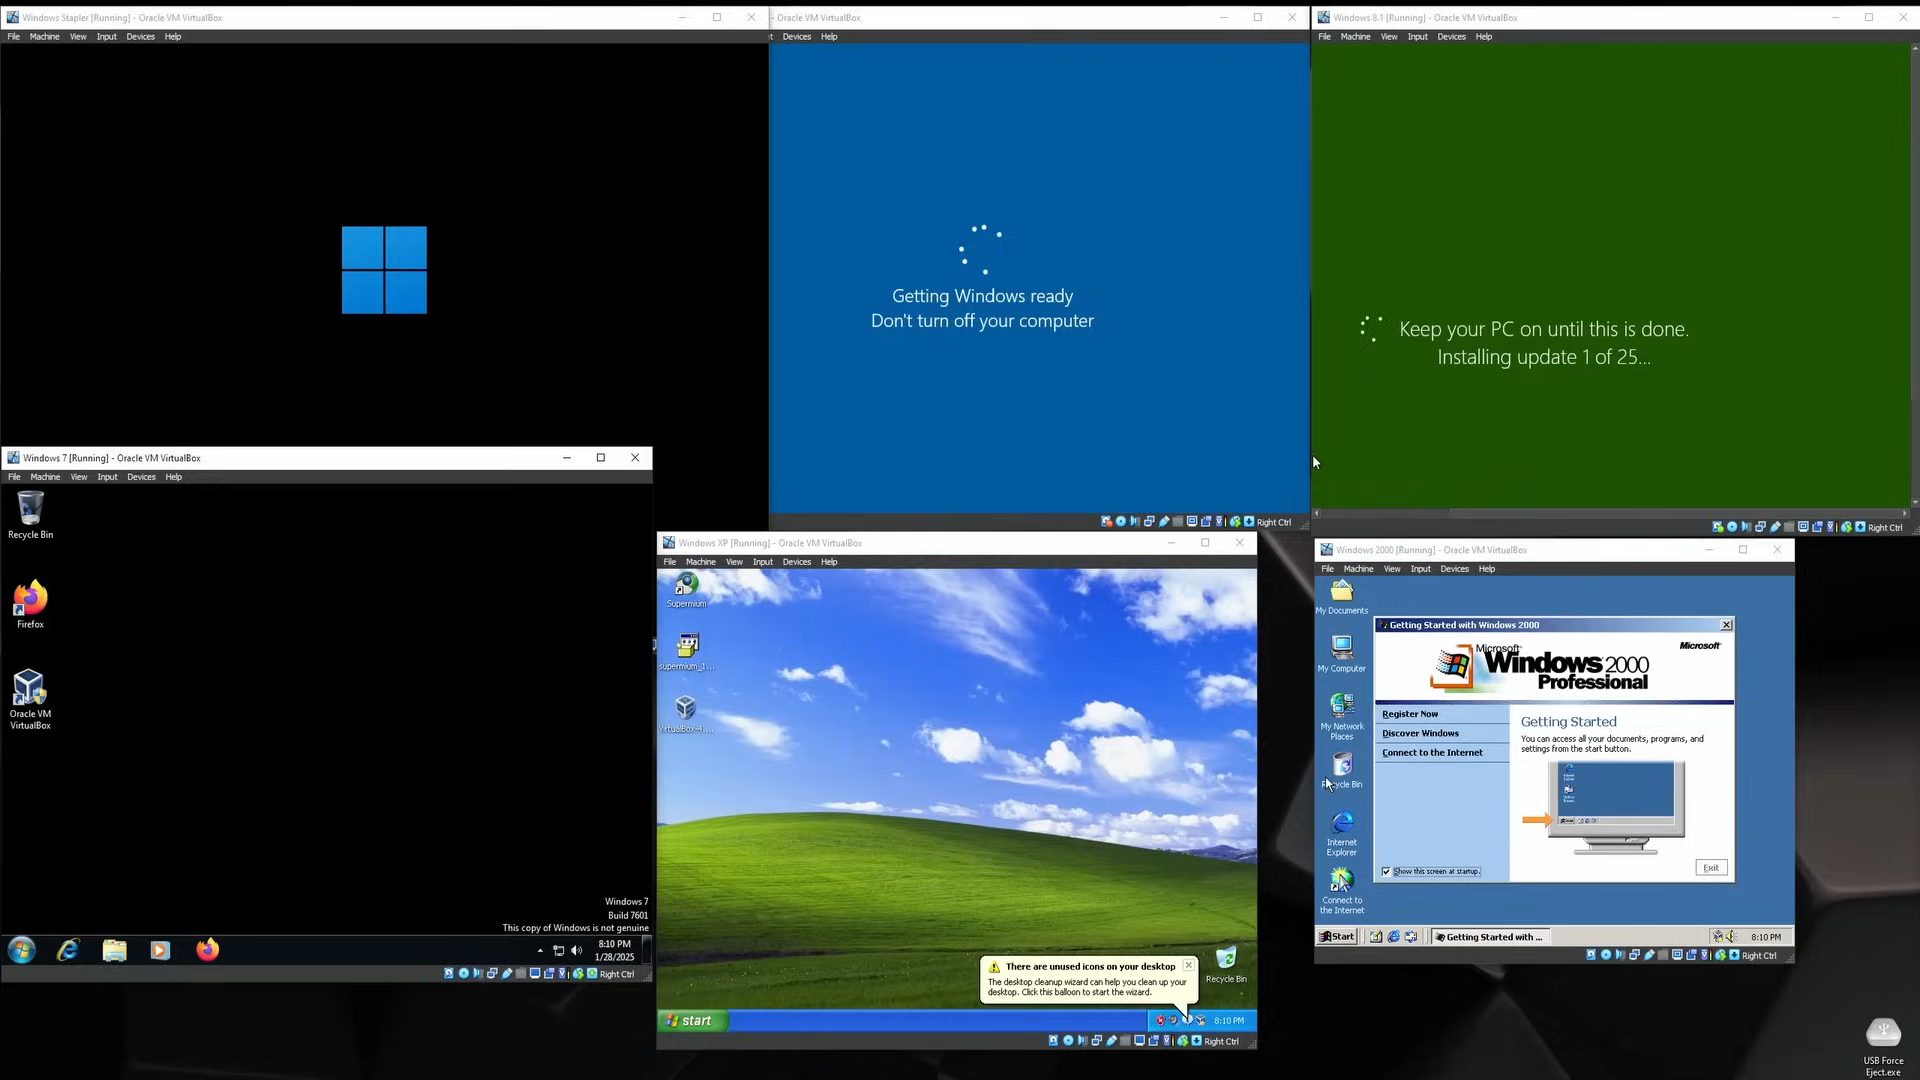 Windows Stapler [Running] - Oracle VM VirtualBox
File Machine View Input Devices Help
- Oracle VM VirtualBox
Devices Help
Getting Windows ready
Don't turn off your computer
Right Ctrl
Windows 8.1 [Running] - Oracle VM VirtualBox
File Machine View Input Devices Help
Keep your PC on until this is done.
Installing update 1 of 25...
Right Ctrl
Windows 7 [Running] - Oracle VM VirtualBox
File Machine View Input Devices Help
Recycle Bin
Firefox
Oracle VM
VirtualBox
Windows 7
Build 7601
This copy of Windows is not genuine
8:10 PM
1/28/2025
Right Ctrl
Windows XP [Running] - Oracle VM VirtualBox
File Machine View Input Devices Help
Supermium
supermium_1...
VirtualBox-4....
There are unused icons on your desktop
The desktop cleanup wizard can help you clean up your
desktop. Click this balloon to start the wizard.
Recycle Bin
start
8:10 PM
Right Ctrl
Windows 2000 [Running] - Oracle VM VirtualBox
File Machine View Input Devices Help
My Documents
My Computer
My Network
Places
Recycle Bin
Internet
Explorer
Connect to
the Internet
Getting Started with Windows 2000
Microsoft
Microsoft
Windows 2000
Professional
Register Now
Discover Windows
Connect to the Internet
Getting Started
You can access all your documents, programs, and
settings from the start button.
Show this screen at startup.
Exit
Start
Getting Started with ...
8:10 PM
Right Ctrl
USB Force
Eject.exe